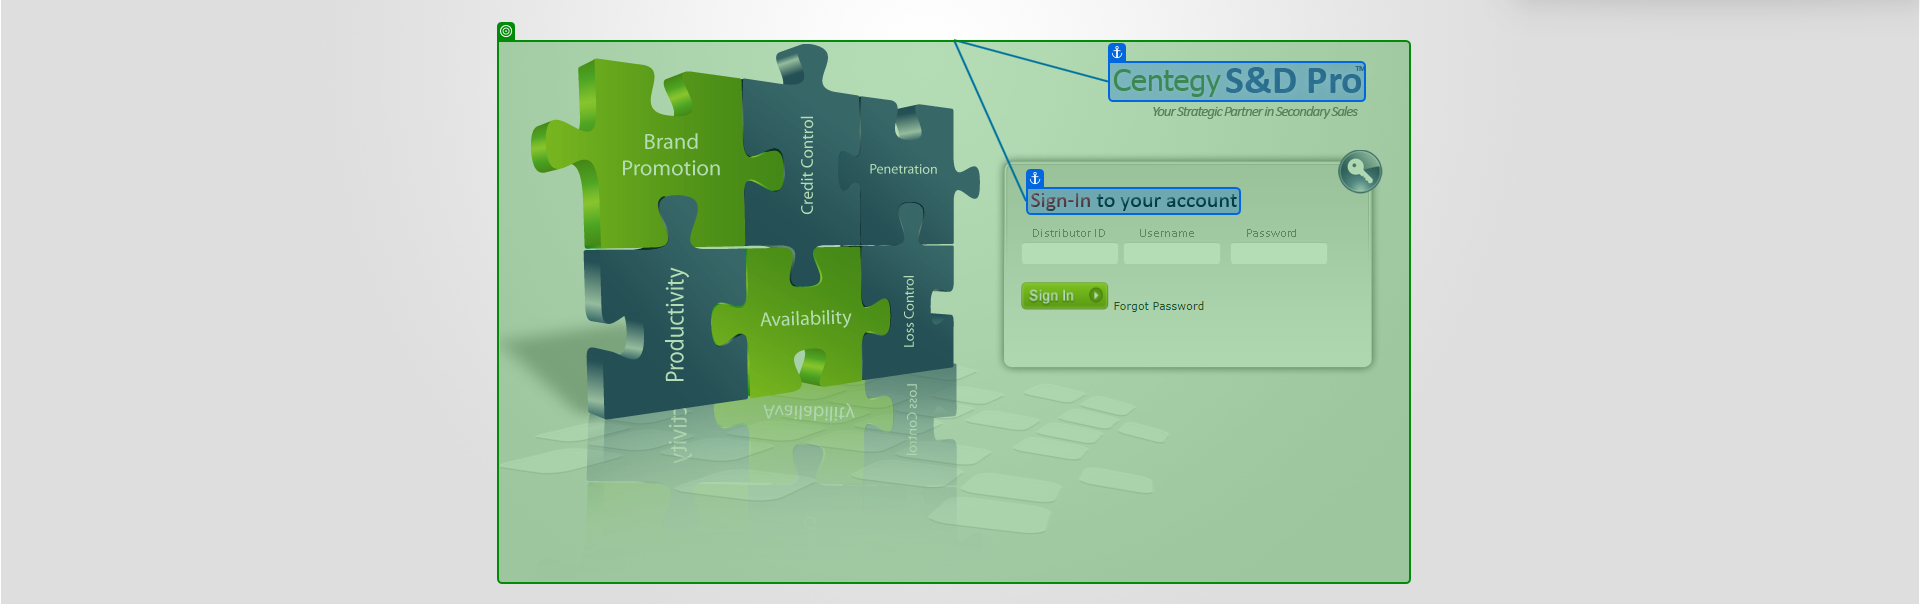 Centegy S&D Pro™
Your Strategic Partner in Secondary Sales
Brand
Promotion
Credit Control
Penetration
Productivity
Availability
Loss Control
Sign-In to your account
Distributor ID Username Password
Sign In
Forgot Password
Productivity
Availability
Loss Control